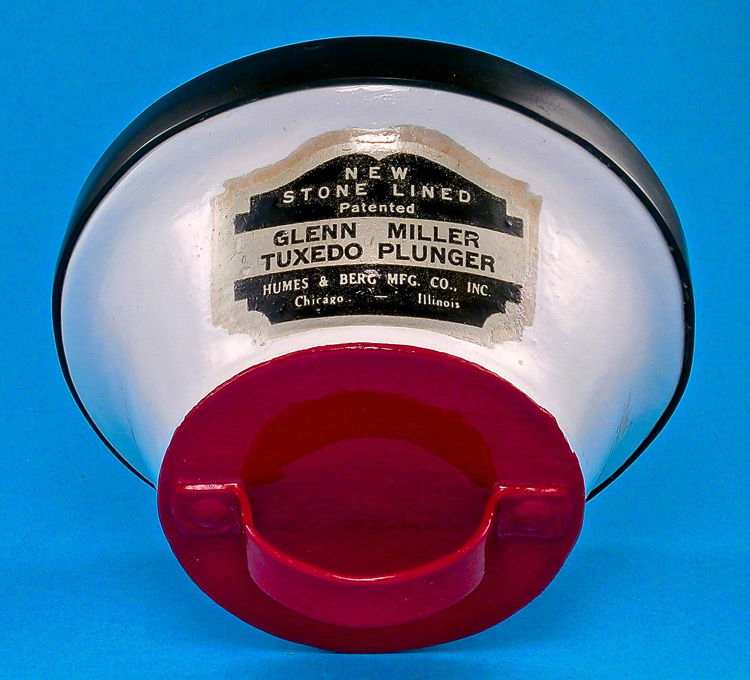 NEW
STONE LINED
Patented
GLENN MILLER
TUXEDO PLUNGER
HUMES & BERG MFG. CO., INC.
Chicago — Illinois